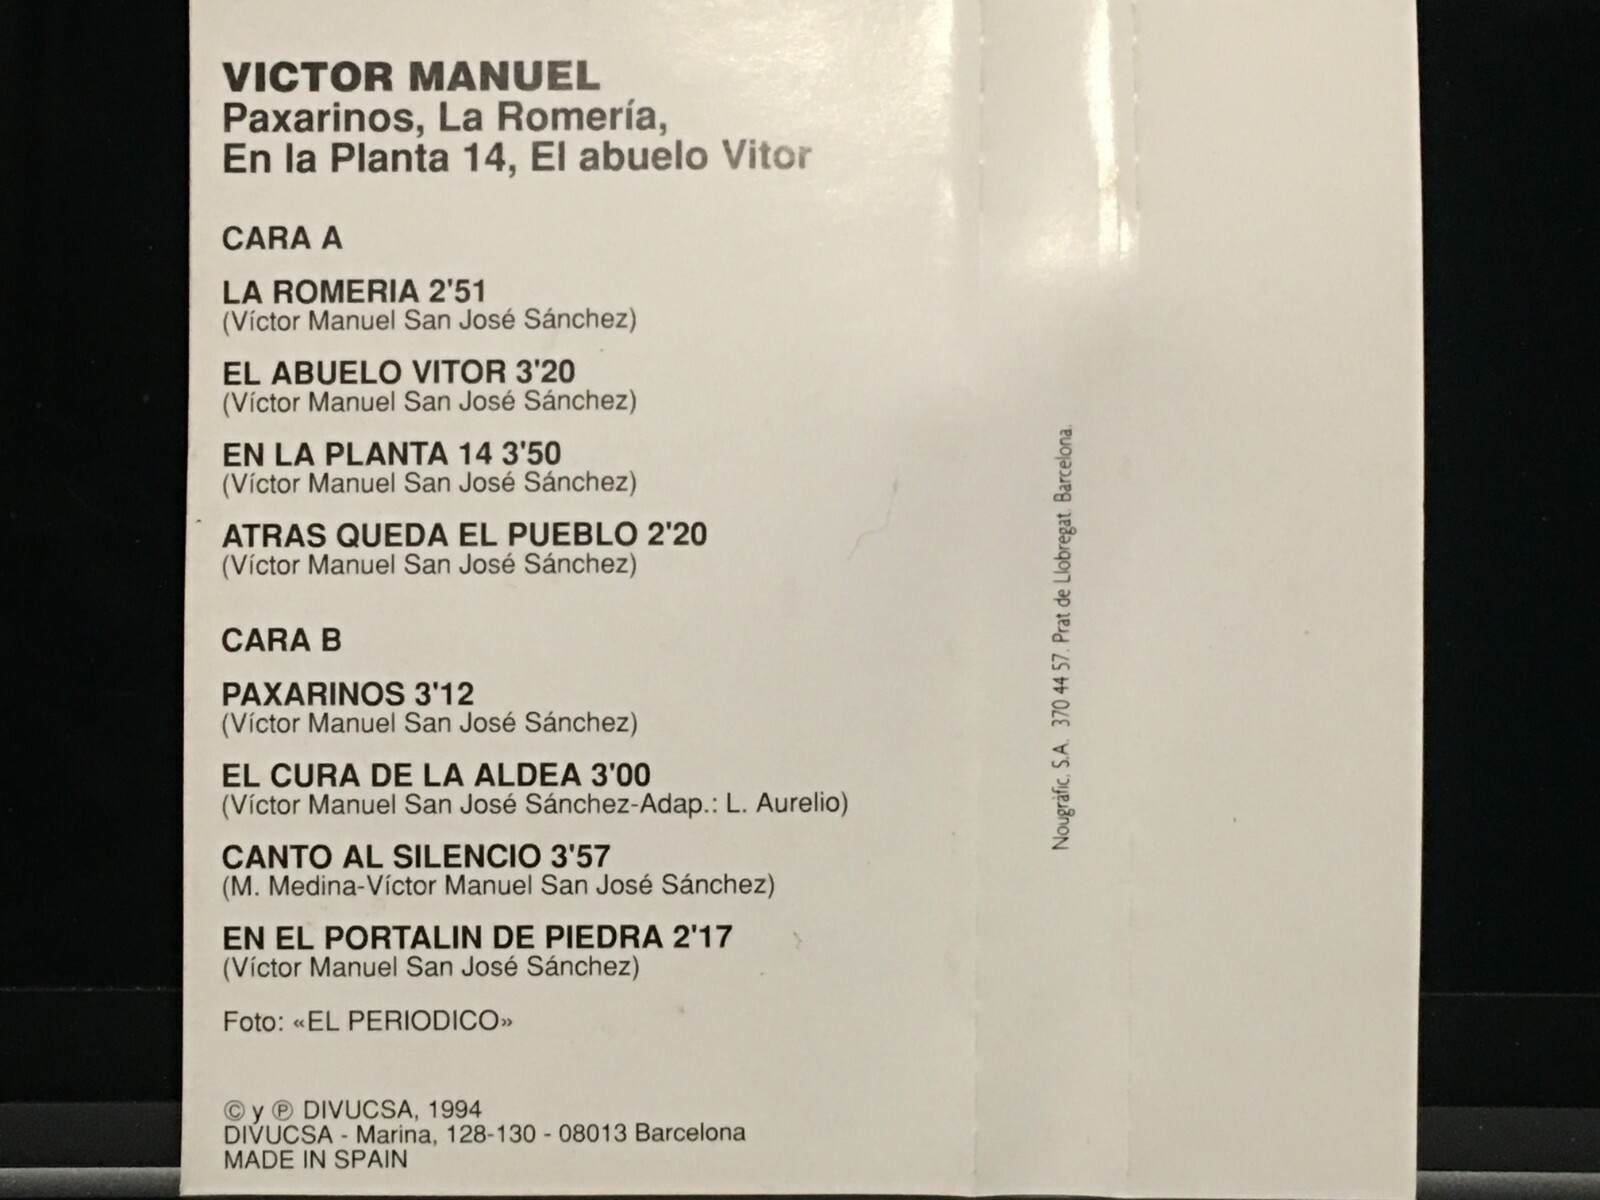 VICTOR MANUEL
Paxarinos, La Romería,
En la Planta 14, El abuelo Vitor
CARA A
LA ROMERIA 2'51
(Víctor Manuel San José Sánchez)
EL ABUELO VITOR 3'20
(Víctor Manuel San José Sánchez)
EN LA PLANTA 14 3'50
(Víctor Manuel San José Sánchez)
ATRAS QUEDA EL PUEBLO 2'20
(Víctor Manuel San José Sánchez)
CARA B
PAXARINOS 3'12
(Víctor Manuel San José Sánchez)
EL CURA DE LA ALDEA 3'00
(Víctor Manuel San José Sánchez-Adap.: L. Aurelio)
CANTO AL SILENCIO 3'57
(M. Medina-Víctor Manuel San José Sánchez)
EN EL PORTALIN DE PIEDRA 2'17
(Víctor Manuel San José Sánchez)
Foto: «EL PERIODICO»
© y ℗ DIVUCSA, 1994
DIVUCSA - Marina, 128-130 - 08013 Barcelona
MADE IN SPAIN
Nougràfic, S.A. 370 44 57. Prat de Llobregat. Barcelona.